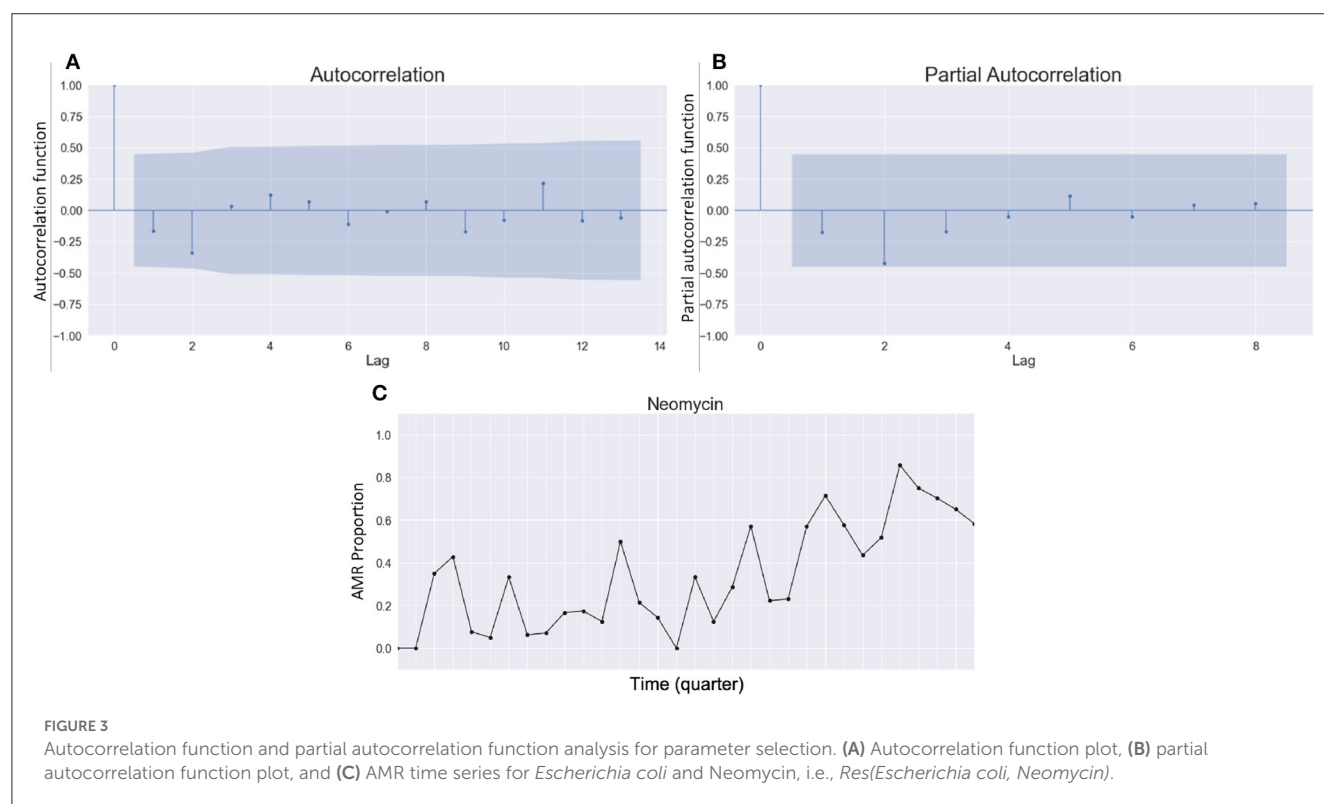 A
Autocorrelation
Autocorrelation function
1.00
0.75
0.50
0.25
0.00
−0.25
−0.50
−0.75
−1.00
0 2 4 6 8 10 12 14
Lag
B
Partial Autocorrelation
Partial autocorrelation function
1.00
0.75
0.50
0.25
0.00
−0.25
−0.50
−0.75
−1.00
0 2 4 6 8
Lag
C
Neomycin
AMR Proportion
1.0
0.8
0.6
0.4
0.2
0.0
Time (quarter)
FIGURE 3
Autocorrelation function and partial autocorrelation function analysis for parameter selection. (A) Autocorrelation function plot, (B) partial
autocorrelation function plot, and (C) AMR time series for Escherichia coli and Neomycin, i.e., Res(Escherichia coli, Neomycin).